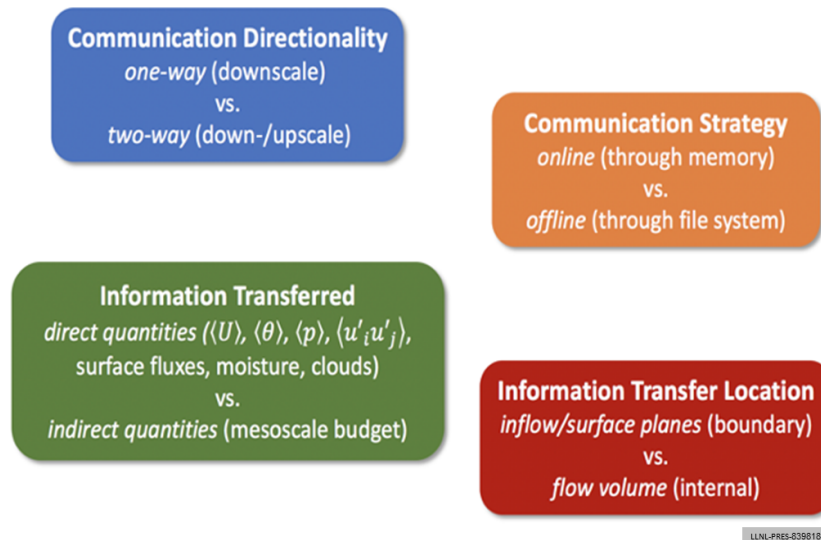 Communication Directionality
one-way (downscale)
vs.
two-way (down-/upscale)
Communication Strategy
online (through memory)
vs.
offline (through file system)
Information Transferred
direct quantities (⟨U⟩, ⟨θ⟩, ⟨p⟩, ⟨u'ᵢu'ⱼ⟩,
surface fluxes, moisture, clouds)
vs.
indirect quantities (mesoscale budget)
Information Transfer Location
inflow/surface planes (boundary)
vs.
flow volume (internal)
LLNL-PRES-839818